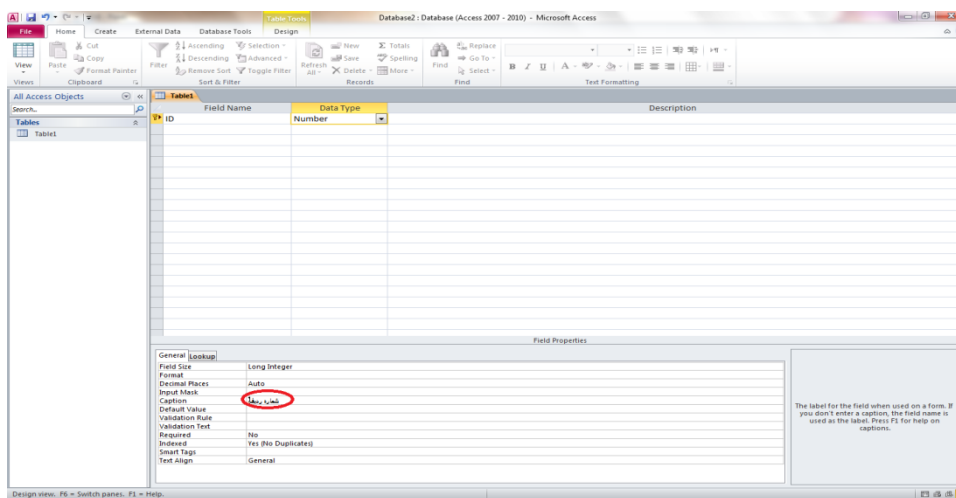 Table Tools
Database2 : Database (Access 2007 - 2010) - Microsoft Access
File Home Create External Data Database Tools Design
View
Views
Paste
Cut
Copy
Format Painter
Clipboard
Filter
Ascending
Descending
Remove Sort
Selection
Advanced
Toggle Filter
Sort & Filter
Refresh All
New
Save
Delete
Totals
Spelling
More
Records
Find
Replace
Go To
Select
Find
B I U A
Text Formatting
All Access Objects
Search...
Tables
Table1
Table1
Field Name Data Type Description
ID Number
Field Properties
General Lookup
Field Size Long Integer
Format
Decimal Places Auto
Input Mask
Caption شماره ردیف
Default Value
Validation Rule
Validation Text
Required No
Indexed Yes (No Duplicates)
Smart Tags
Text Align General
The label for the field when used on a form. If
you don't enter a caption, the field name is
used as the label. Press F1 for help on
captions.
Design view. F6 = Switch panes. F1 = Help.